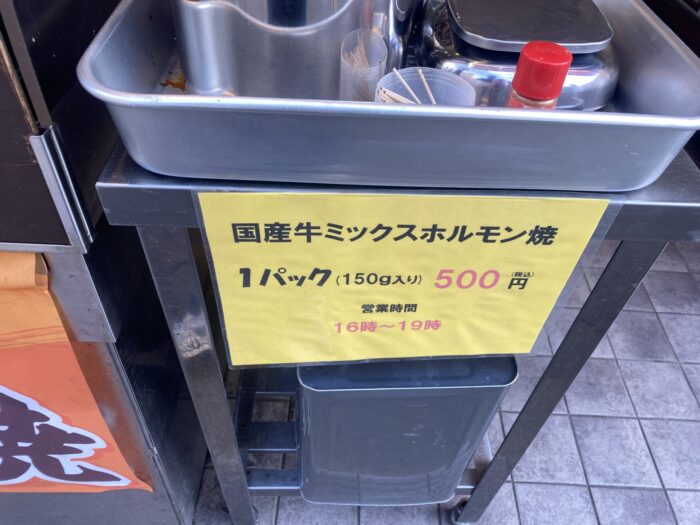 国産牛ミックスホルモン焼
1パック(150g入り) 500円(税込)
営業時間
16時~19時